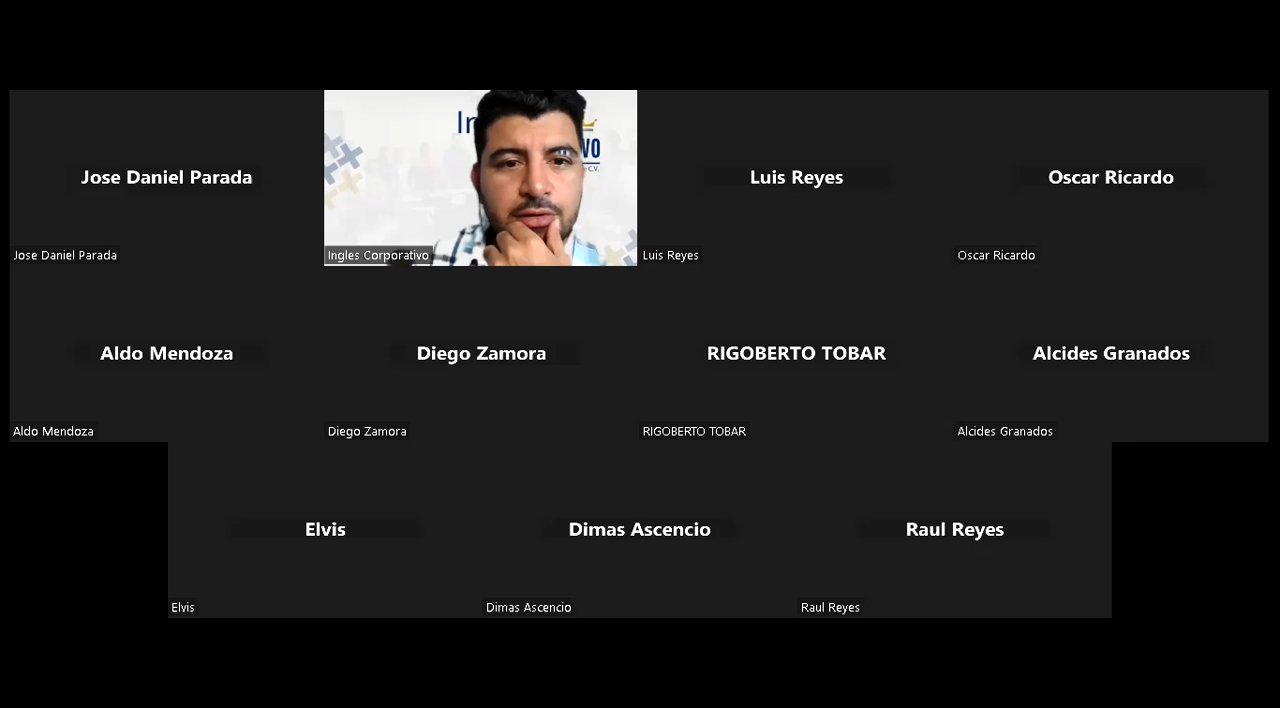 Jose Daniel Parada
In
VO
C.V.
Luis Reyes
Oscar Ricardo
Jose Daniel Parada
Ingles Corporativo
Luis Reyes
Oscar Ricardo
Aldo Mendoza
Diego Zamora
RIGOBERTO TOBAR
Alcides Granados
Aldo Mendoza
Diego Zamora
RIGOBERTO TOBAR
Alcides Granados
Elvis
Dimas Ascencio
Raul Reyes
Elvis
Dimas Ascencio
Raul Reyes